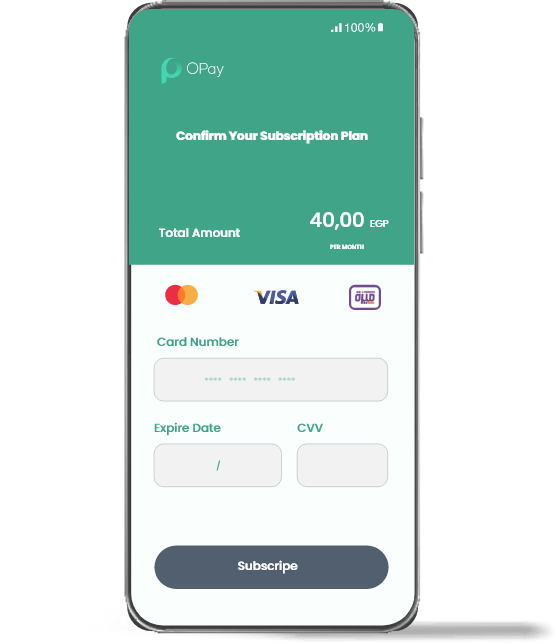 100%
OPay
Confirm Your Subscription Plan
Total Amount
40,00 EGP
PER MONTH
VISA
Card Number
**** **** **** ****
Expire Date
CVV
/
Subscripe